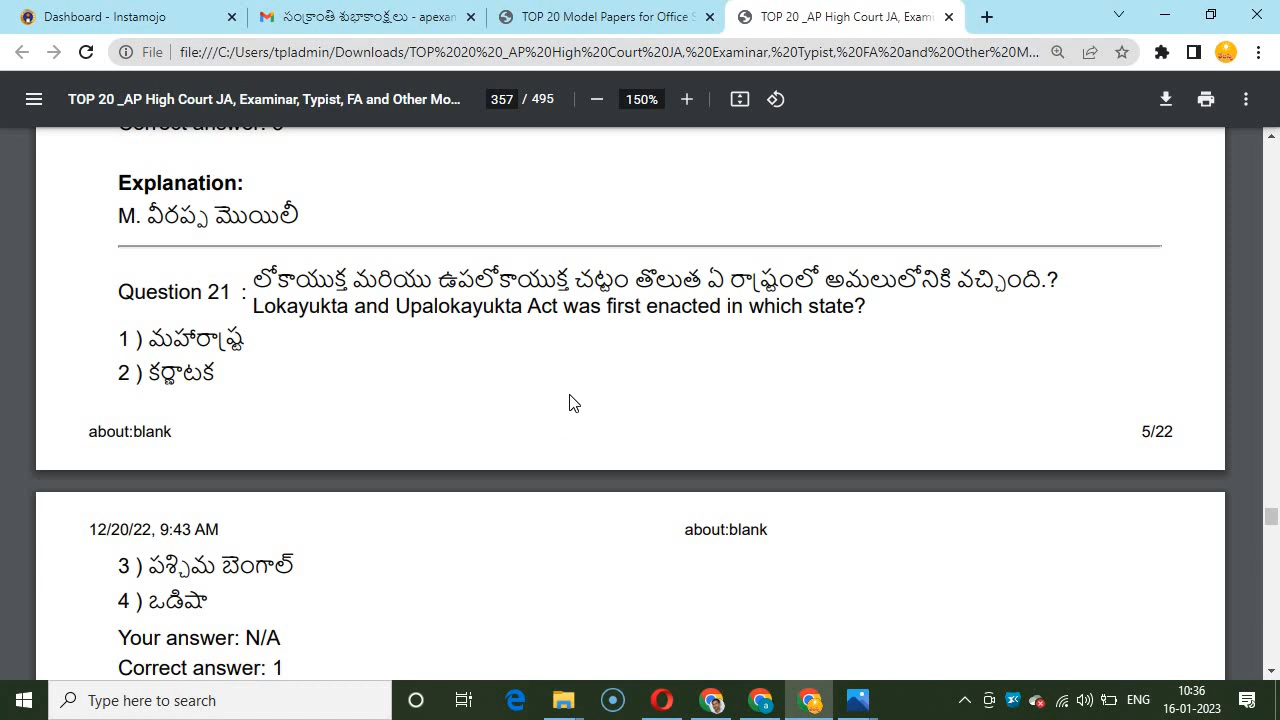 Dashboard - Instamojo
సంక్రాంతి శుభాకాంక్షలు - apexan
TOP 20 Model Papers for Office S
TOP 20 _AP High Court JA, Exami
File
file:///C:/Users/tpladmin/Downloads/TOP%2020%20_AP%20High%20Court%20JA,%20Examinar,%20Typist,%20FA%20and%20Other%20M...
TOP 20 _AP High Court JA, Examinar, Typist, FA and Other Mo...
357 / 495
150%
Explanation:
M. వీరప్ప మొయిలీ
Question 21 : లోకాయుక్త మరియు ఉపలోకాయుక్త చట్టం తొలుత ఏ రాష్ట్రంలో అమలులోనికి వచ్చింది.?
Lokayukta and Upalokayukta Act was first enacted in which state?
1 ) మహారాష్ట్ర
2 ) కర్ణాటక
about:blank
5/22
12/20/22, 9:43 AM
about:blank
3 ) పశ్చిమ బెంగాల్
4 ) ఒడిషా
Your answer: N/A
Correct answer: 1
Type here to search
ENG
10:36
16-01-2023